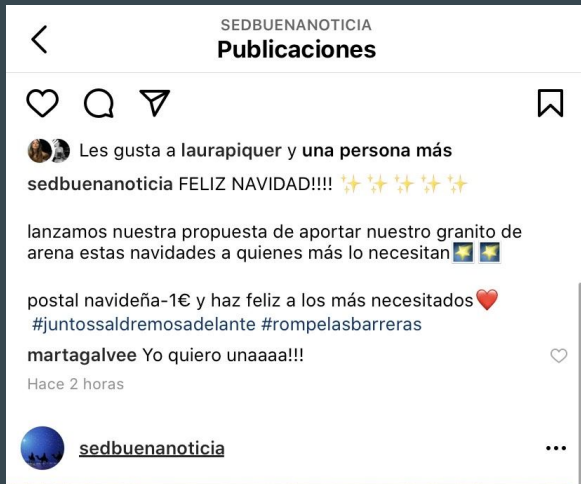 SEDBUENANOTICIA
Publicaciones
Les gusta a laurapiquer y una persona más
sedbuenanoticia FELIZ NAVIDAD!!!! ✨✨✨✨✨
lanzamos nuestra propuesta de aportar nuestro granito de
arena estas navidades a quienes más lo necesitan🌠🌠
postal navideña-1€ y haz feliz a los más necesitados❤️
#juntossaldremosadelante #rompelasbarreras
martagalvee Yo quiero unaaaa!!!
Hace 2 horas
sedbuenanoticia